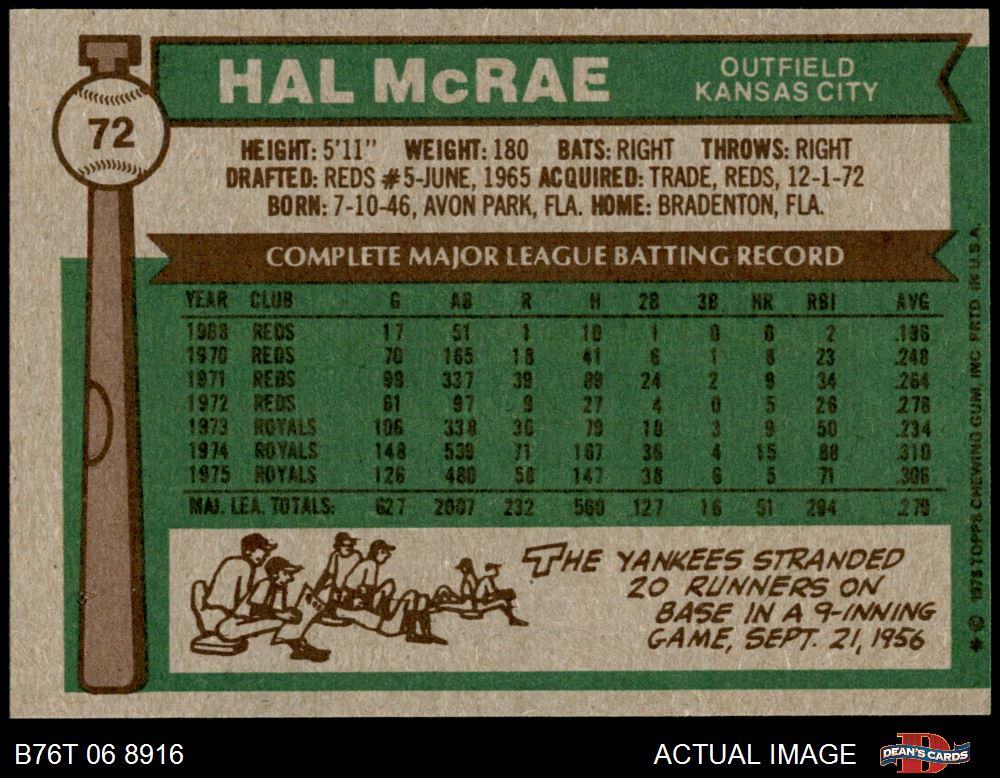 HAL McRAE
OUTFIELD
KANSAS CITY
72
HEIGHT: 5'11" WEIGHT: 180 BATS: RIGHT THROWS: RIGHT
DRAFTED: REDS #5-JUNE, 1965 ACQUIRED: TRADE, REDS, 12-1-72
BORN: 7-10-46, AVON PARK, FLA. HOME: BRADENTON, FLA.
COMPLETE MAJOR LEAGUE BATTING RECORD
YEAR CLUB G AB R H 2B 3B HR RBI AVG
1968 REDS 17 51 1 10 1 0 0 2 .196
1970 REDS 70 165 18 41 6 1 8 23 .248
1971 REDS 99 337 39 89 24 2 9 34 .264
1972 REDS 61 97 9 27 4 0 5 26 .278
1973 ROYALS 106 338 36 79 18 3 9 50 .234
1974 ROYALS 148 539 71 167 36 4 15 88 .310
1975 ROYALS 126 480 58 147 38 6 5 71 .306
MAJ. LEA. TOTALS: 627 2007 232 560 127 16 51 294 .279
THE YANKEES STRANDED
20 RUNNERS ON
BASE IN A 9-INNING
GAME, SEPT. 21, 1956
* © 1976 TOPPS CHEWING GUM, INC PRTD IN U.S.A.
B76T 06 8916
ACTUAL IMAGE
DEAN'S CARDS